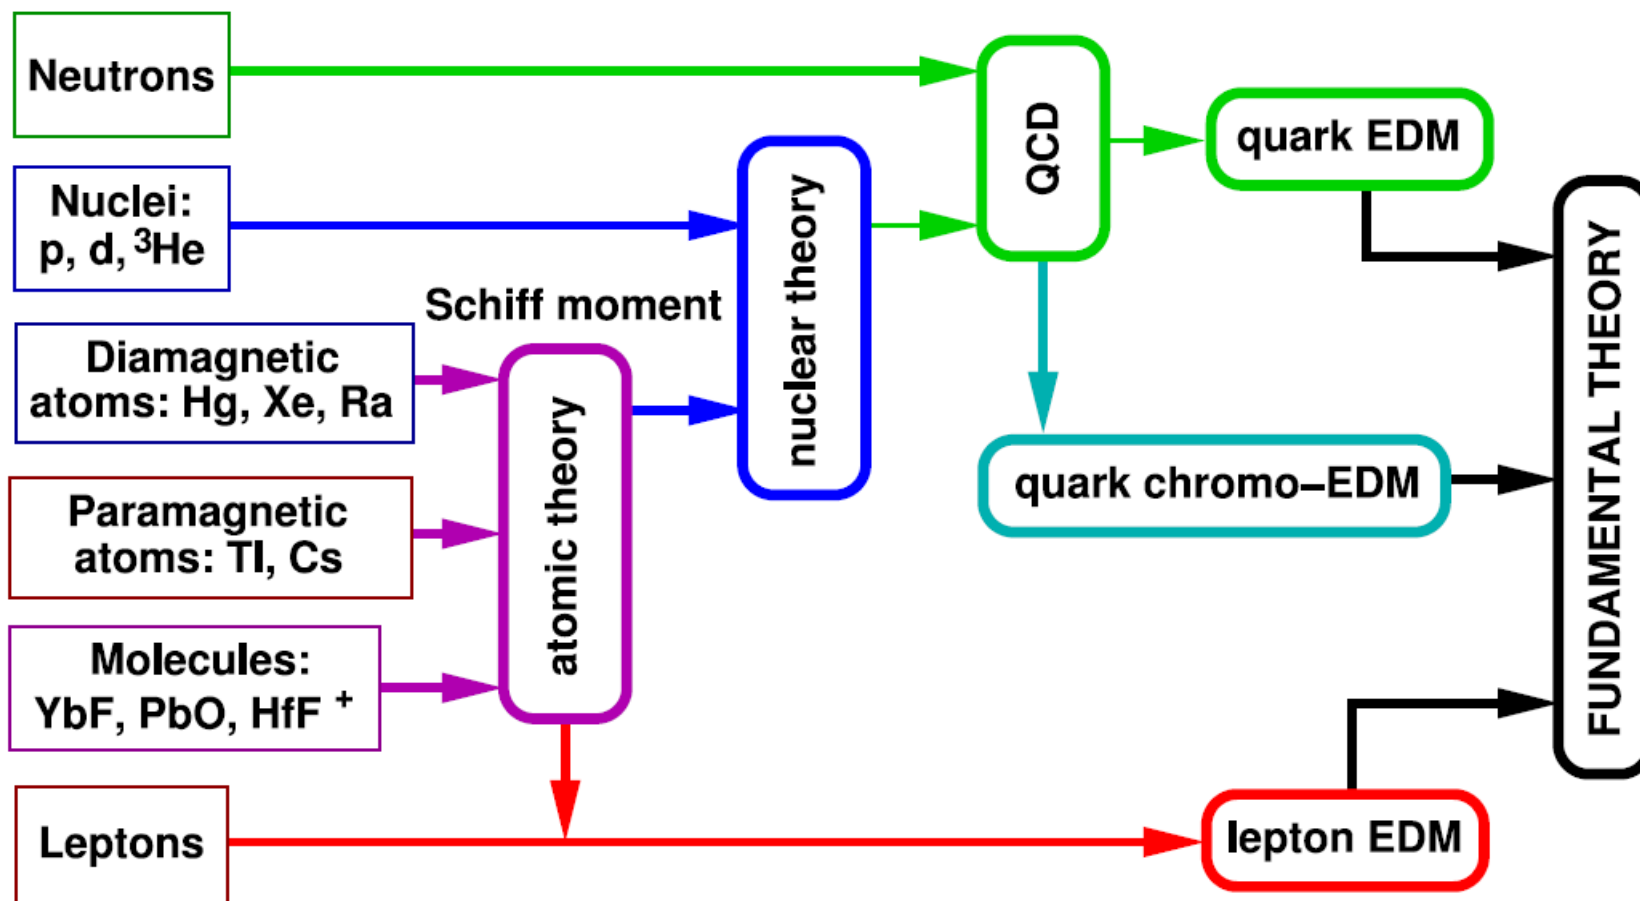 Neutrons
Nuclei:
p, d, ³He
Schiff moment
Diamagnetic
atoms: Hg, Xe, Ra
Paramagnetic
atoms: Tl, Cs
Molecules:
YbF, PbO, HfF ⁺
Leptons
atomic theory
nuclear theory
QCD
quark EDM
quark chromo–EDM
lepton EDM
FUNDAMENTAL THEORY